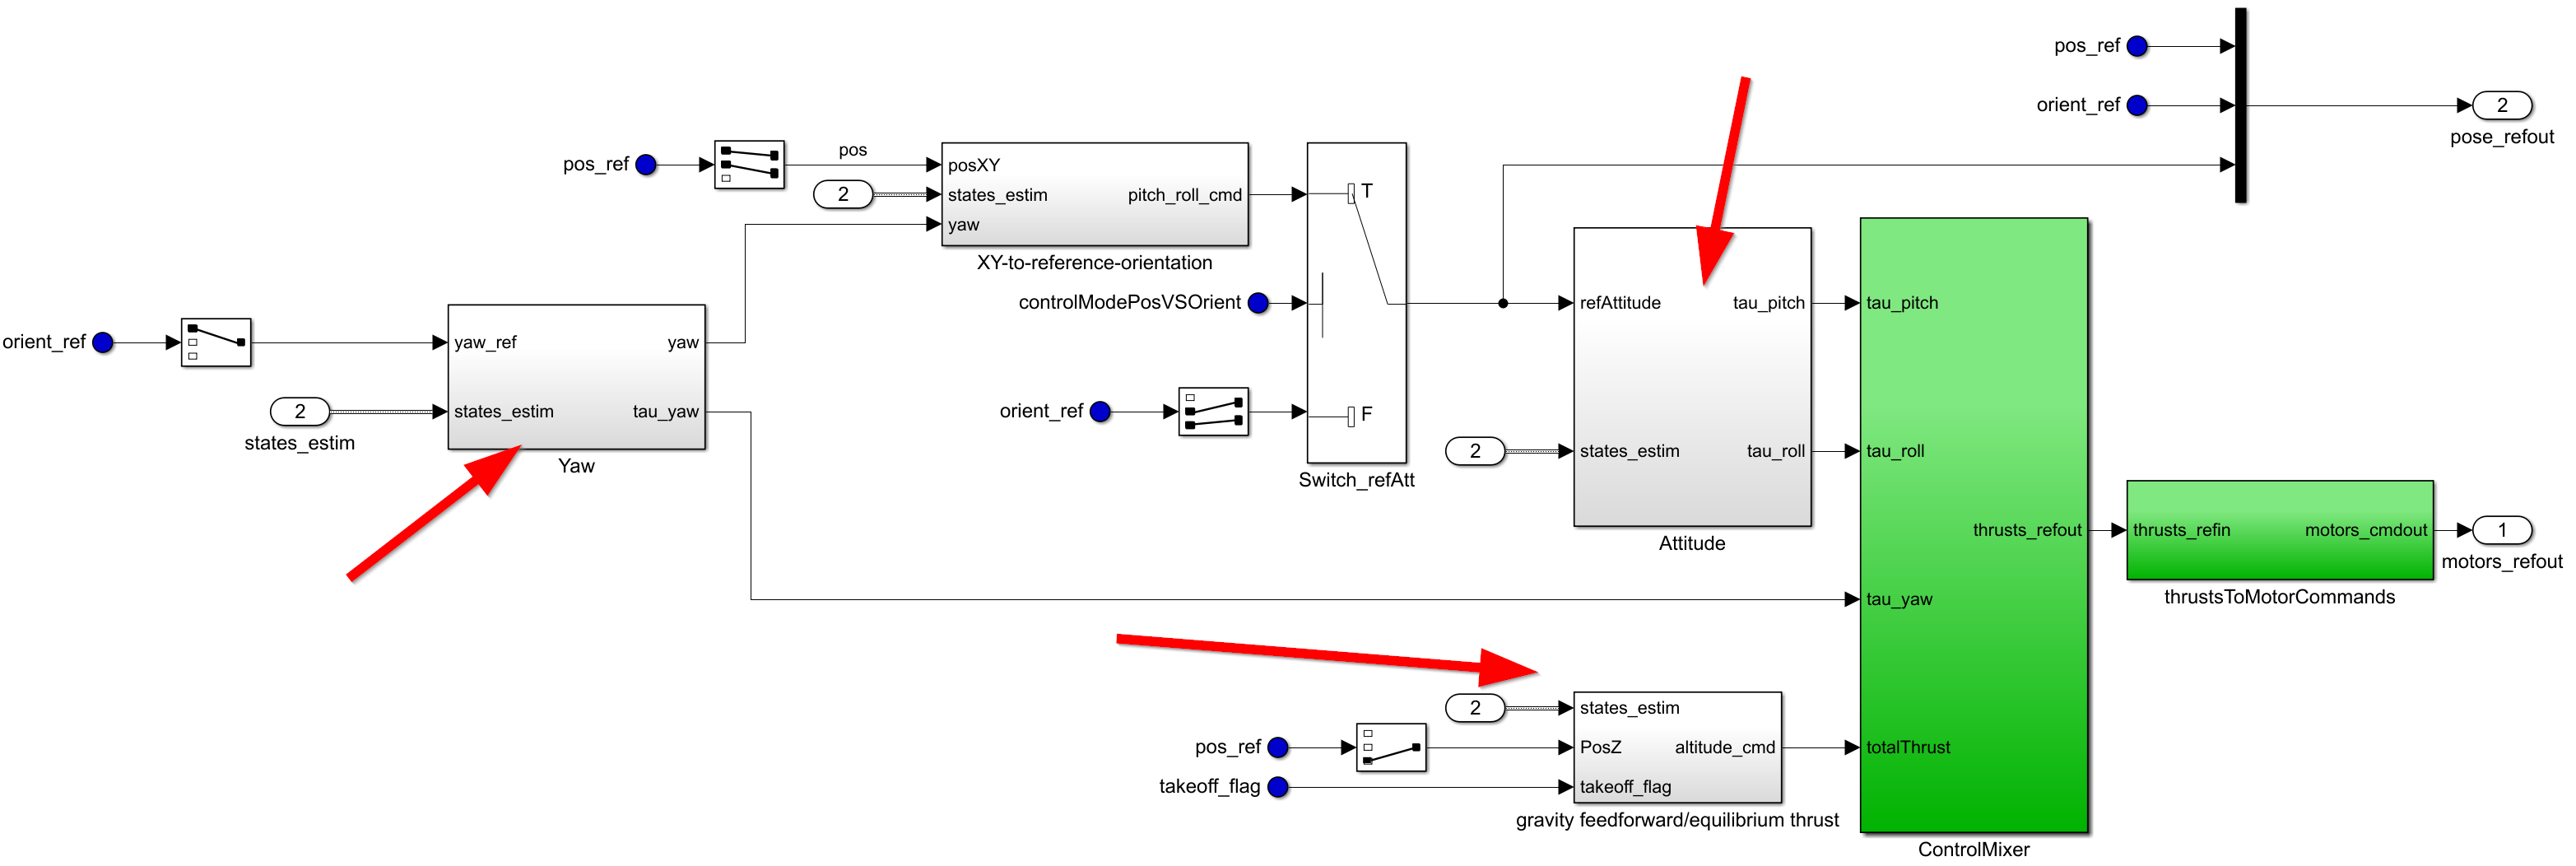 pos_ref
orient_ref
2
pose_refout
pos_ref
pos
2
posXY
states_estim
yaw
pitch_roll_cmd
XY-to-reference-orientation
T
F
controlModePosVSOrient
orient_ref
Switch_refAtt
orient_ref
2
states_estim
yaw_ref
states_estim
yaw
tau_yaw
Yaw
2
refAttitude
states_estim
tau_pitch
tau_roll
Attitude
tau_pitch
tau_roll
tau_yaw
totalThrust
thrusts_refout
ControlMixer
thrusts_refin
motors_cmdout
thrustsToMotorCommands
1
motors_refout
2
pos_ref
takeoff_flag
states_estim
PosZ
takeoff_flag
altitude_cmd
gravity feedforward/equilibrium thrust